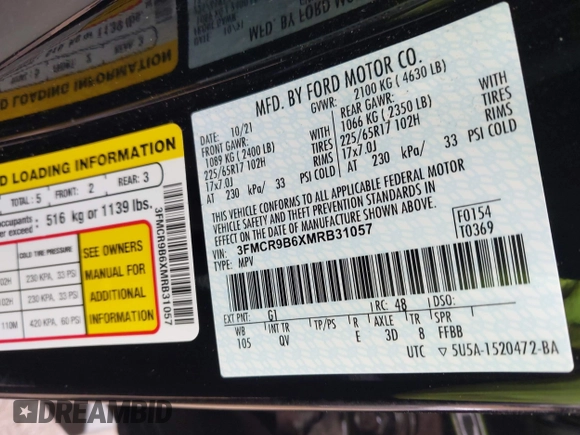 D LOADING INFORMATION
TOTAL: 5 FRONT: 2 REAR: 3
occupants
exceed: 516 kg or 1139 lbs.
COLD TIRE PRESSURE
02H 230 KPA, 33 PSI
02H 230 KPA, 33 PSI
110M 420 KPA, 60 PSI
SEE OWNERS
MANUAL FOR
ADDITIONAL
INFORMATION
3FMCR9B6XMRB31057
MFD. BY FORD MOTOR CO.
DATE: 10/21 GVWR: 2100 KG (4630 LB)
FRONT GAWR: REAR GAWR:
1089 KG (2400 LB) WITH 1066 KG (2350 LB) WITH
225/65R17 102H TIRES 225/65R17 102H TIRES
17x7.0J RIMS 17x7.0J RIMS
AT 230 kPa/ 33 PSI COLD AT 230 kPa/ 33 PSI COLD
THIS VEHICLE CONFORMS TO ALL APPLICABLE FEDERAL MOTOR
VEHICLE SAFETY AND THEFT PREVENTION STANDARDS IN
EFFECT ON THE DATE OF MANUFACTURE SHOWN ABOVE.
VIN: 3FMCR9B6XMRB31057 F0154
TYPE: MPV T0369
EXT PNT: G1 RC: 48 DSO:
WB INT TR TP/PS R AXLE TR SPR
105 QV E 3D 8 FFBB
UTC ▽ 5U5A-1520472-BA
DREAMBID